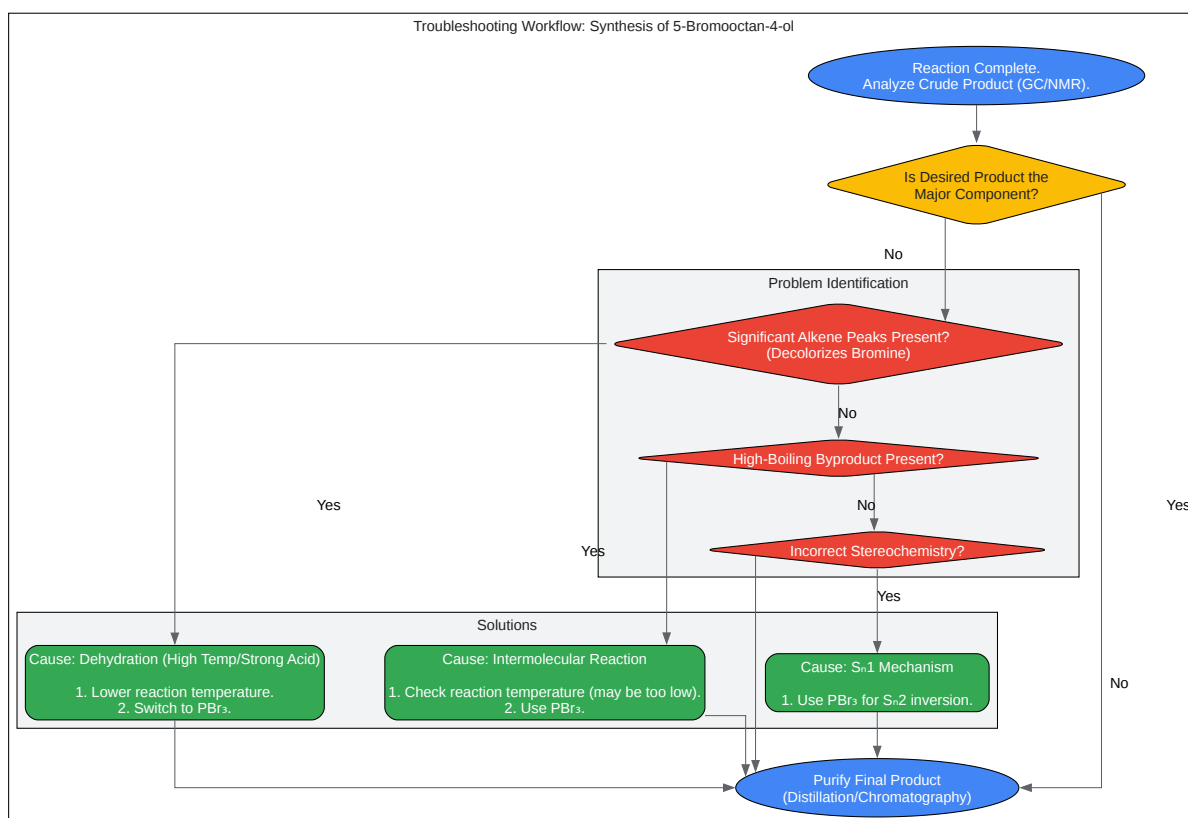 Troubleshooting Workflow: Synthesis of 5-Bromooctan-4-ol
Reaction Complete.
Analyze Crude Product (GC/NMR).
Is Desired Product the
Major Component?
No
Problem Identification
Significant Alkene Peaks Present?
(Decolorizes Bromine)
No
High-Boiling Byproduct Present?
Yes
No
Yes
Yes
Incorrect Stereochemistry?
Yes
Solutions
Cause: Dehydration (High Temp/Strong Acid)
1. Lower reaction temperature.
2. Switch to PBr₃.
Cause: Intermolecular Reaction
1. Check reaction temperature (may be too low).
2. Use PBr₃.
Cause: Sₙ1 Mechanism
1. Use PBr₃ for Sₙ2 inversion.
No
Purify Final Product
(Distillation/Chromatography)